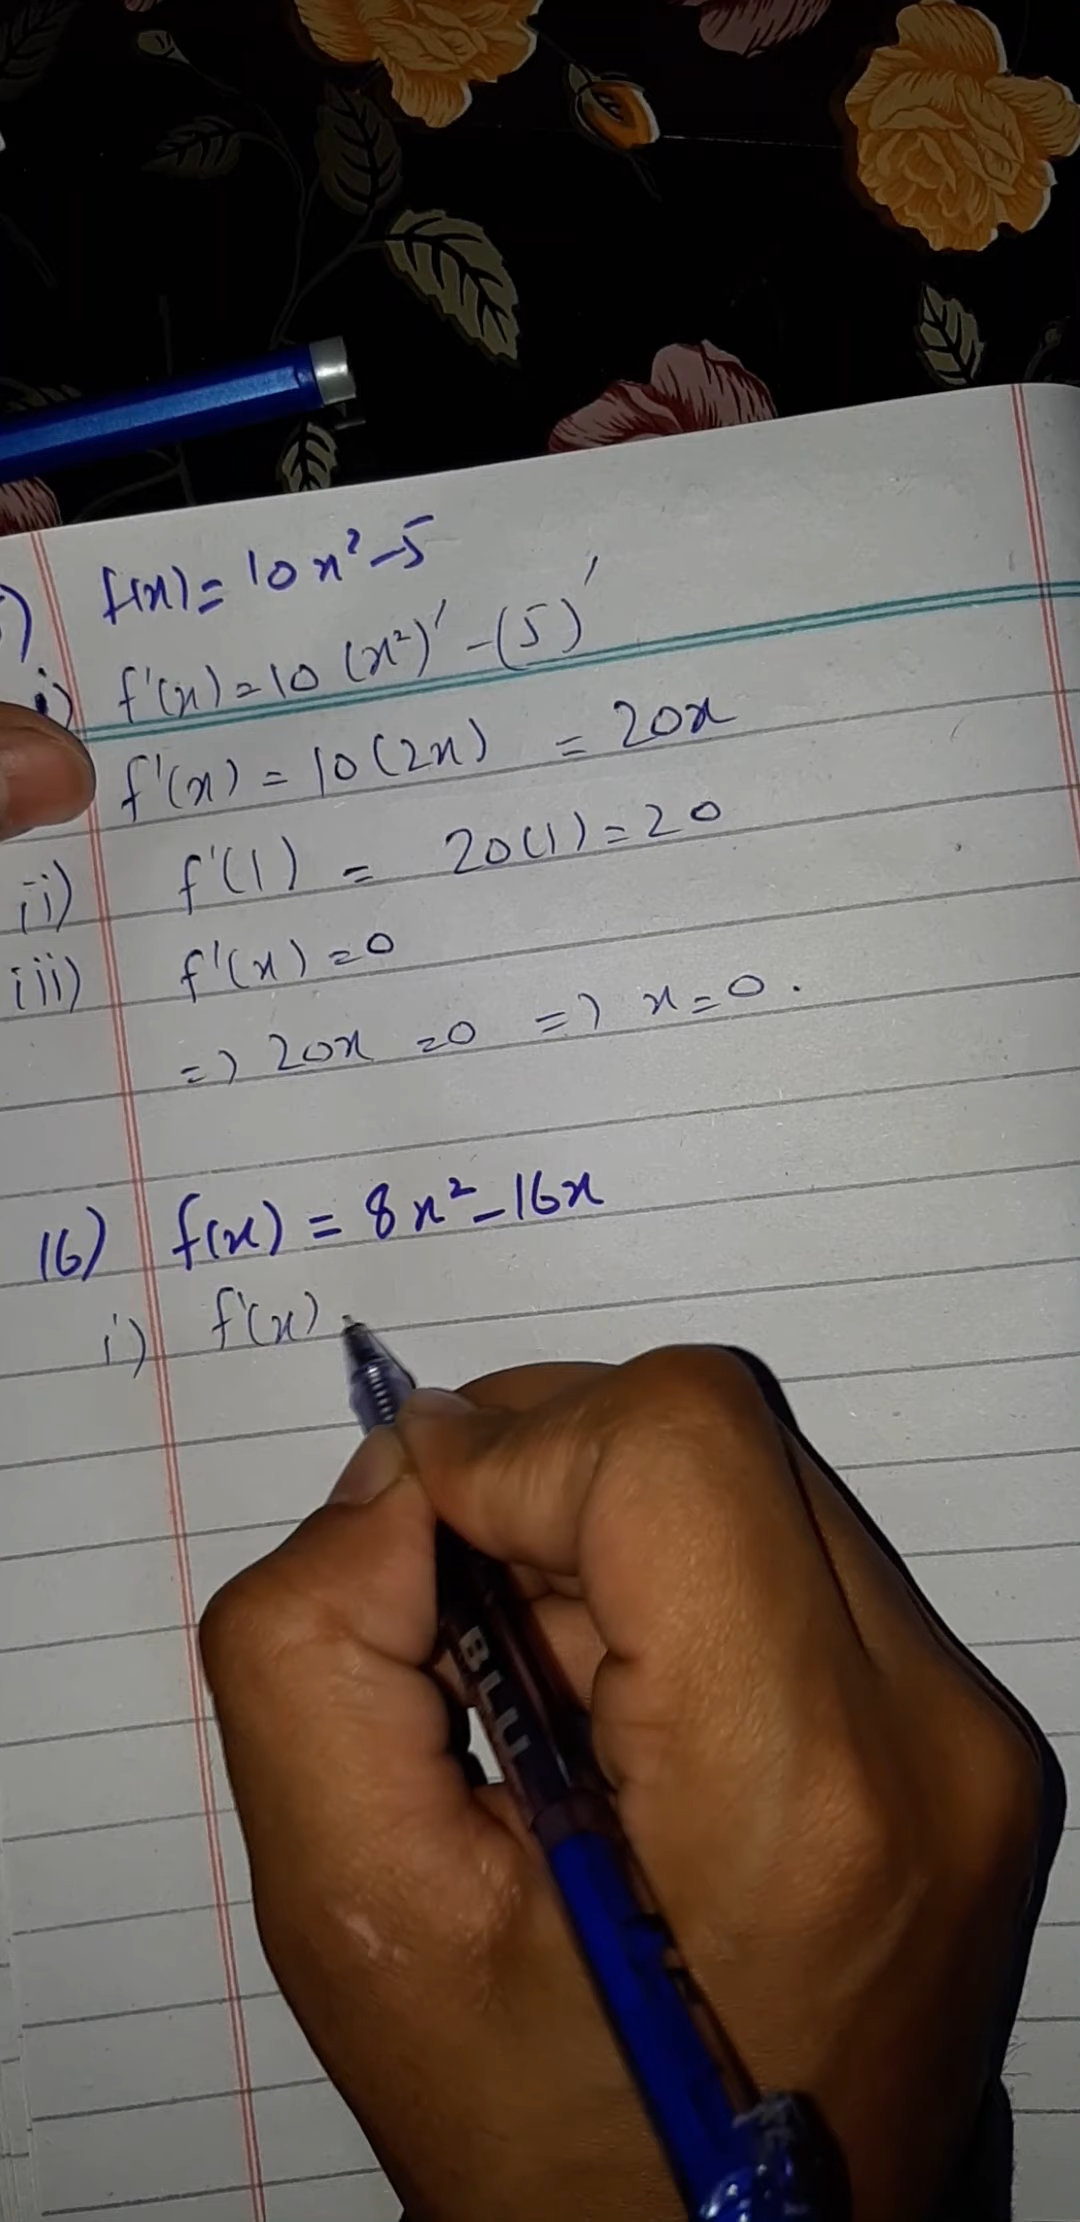 ) f(x) = 10x² - 5
i) f'(x) = 10 (x²)' - (5)'
f'(x) = 10(2x) = 20x
ii) f'(1) = 20(1) = 20
iii) f'(x) = 0
=> 20x = 0 => x = 0.
16) f(x) = 8x² - 16x
i) f'(x)
BLU